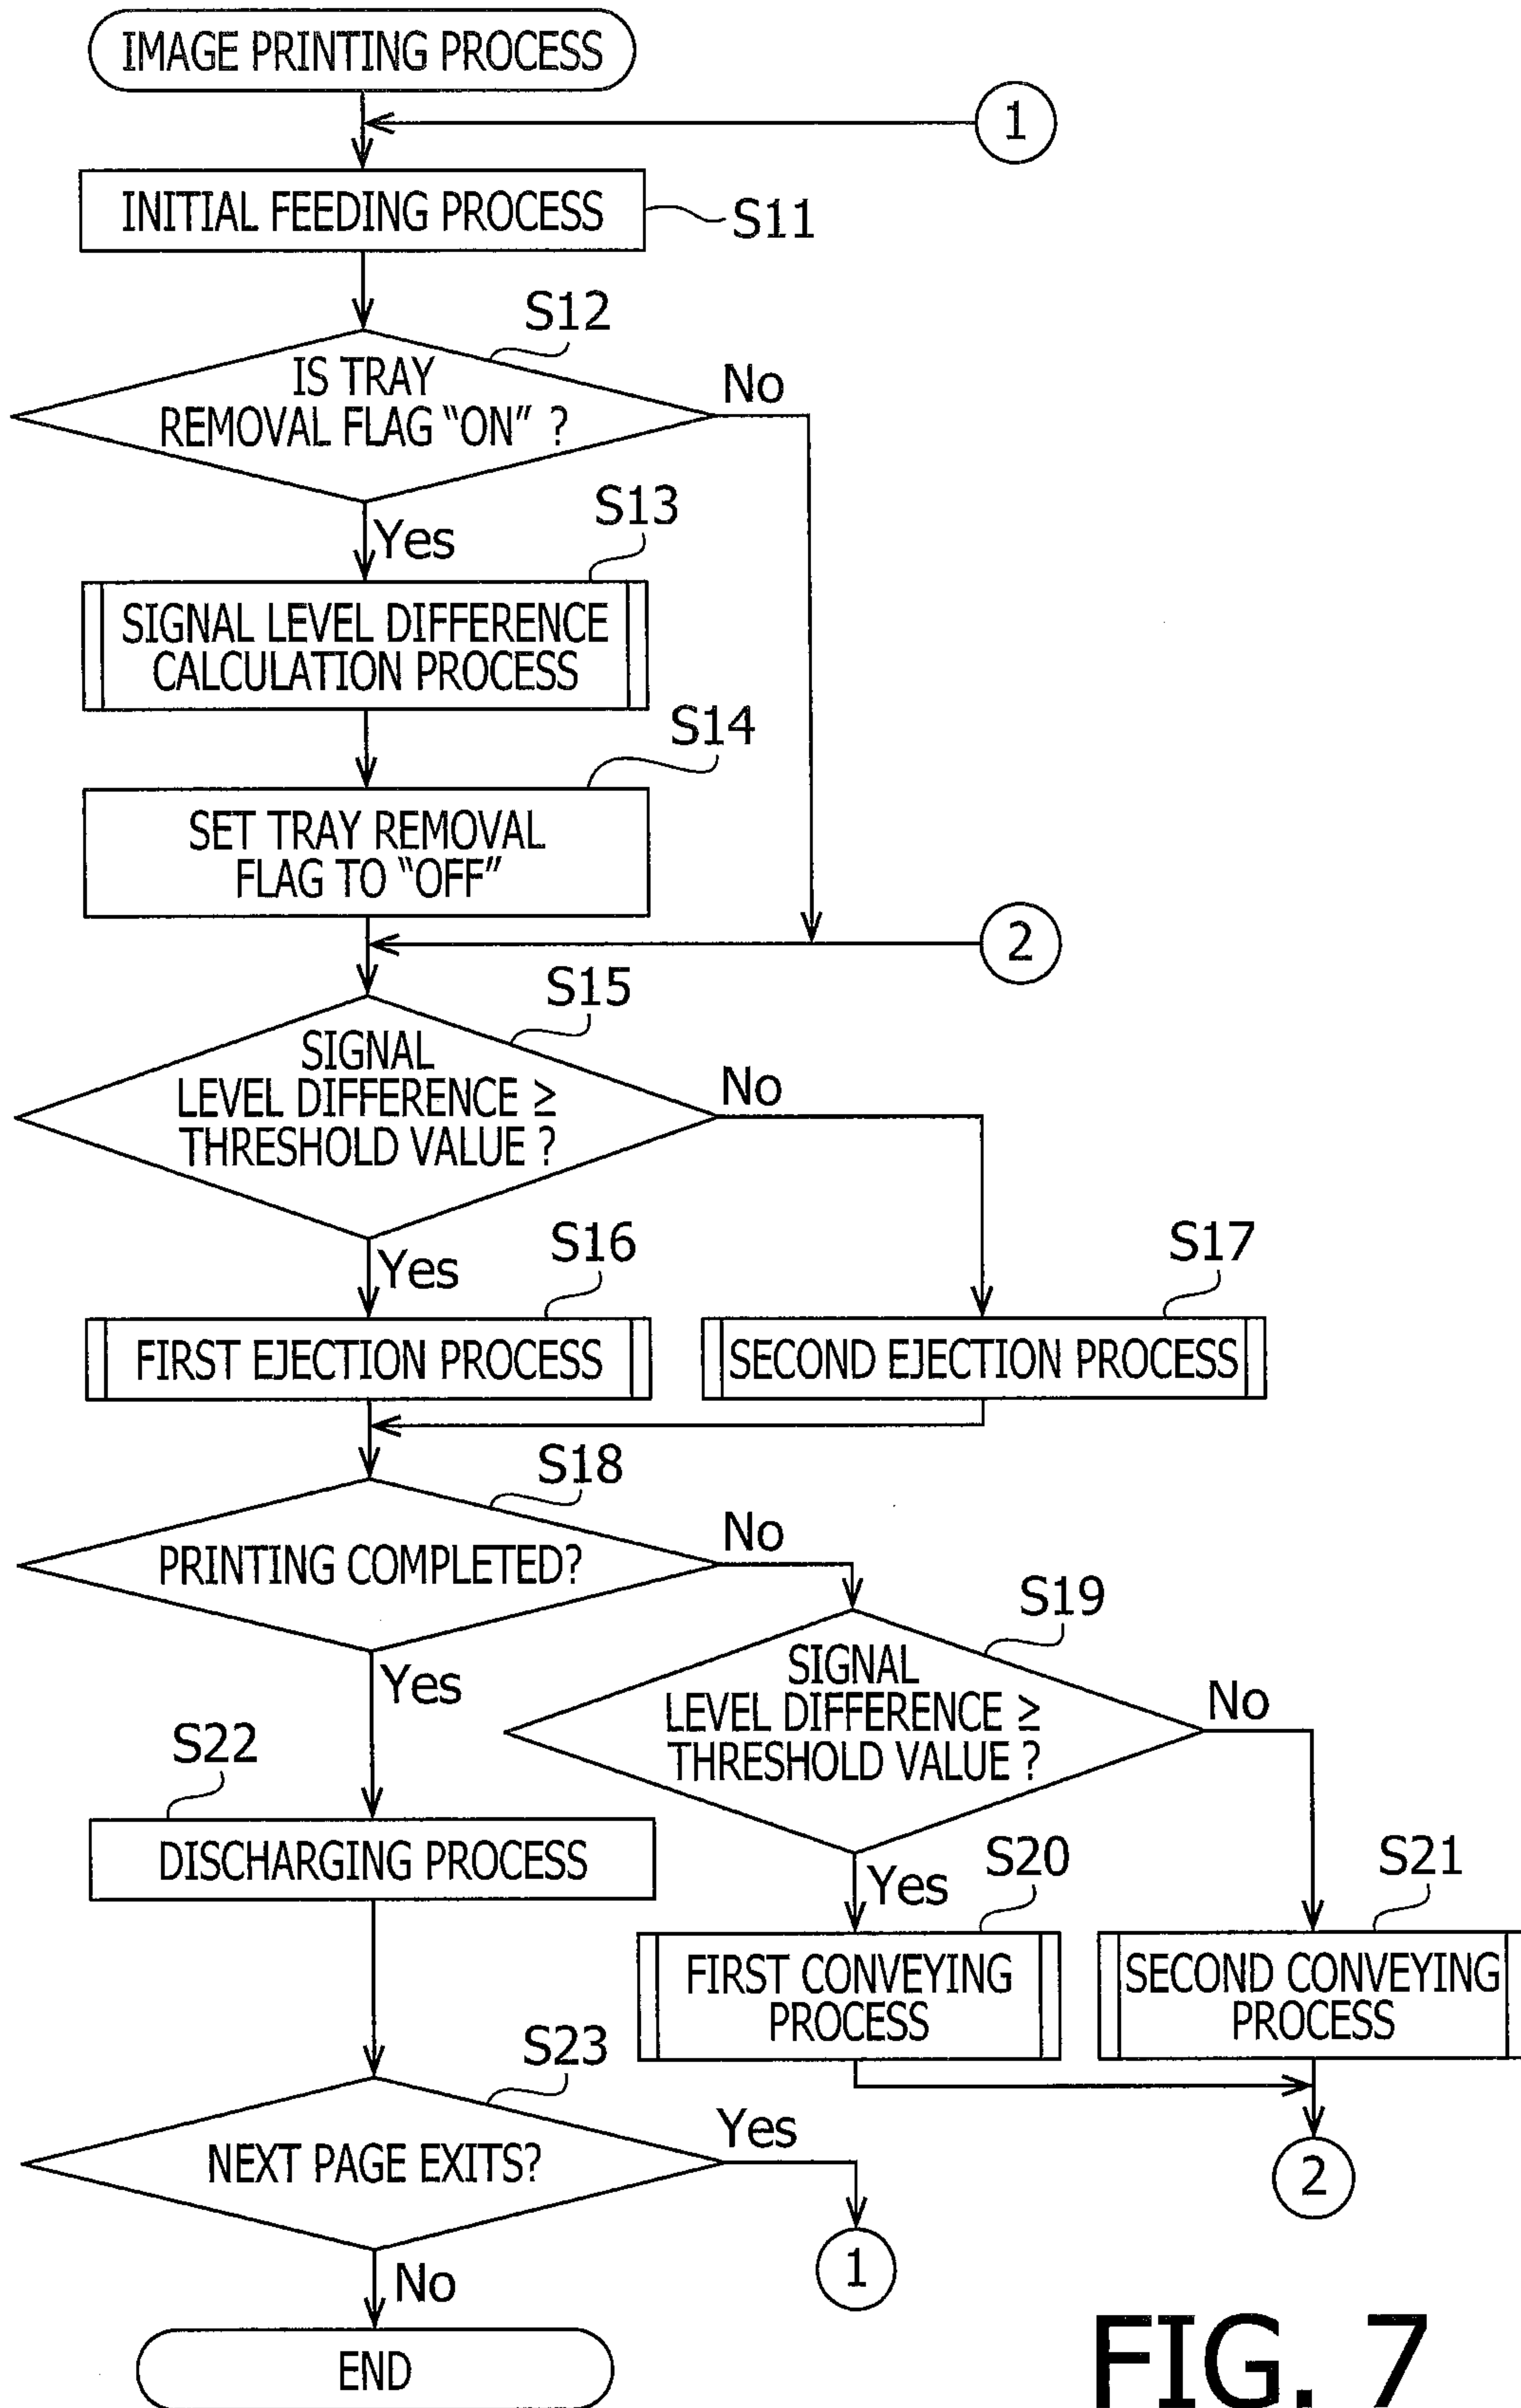 IMAGE PRINTING PROCESS
1
INITIAL FEEDING PROCESS
S11
S12
IS TRAY
REMOVAL FLAG “ON” ?
No
Yes
S13
SIGNAL LEVEL DIFFERENCE
CALCULATION PROCESS
S14
SET TRAY REMOVAL
FLAG TO “OFF”
2
S15
SIGNAL
LEVEL DIFFERENCE ≥
THRESHOLD VALUE ?
No
Yes
S16
S17
FIRST EJECTION PROCESS
SECOND EJECTION PROCESS
S18
PRINTING COMPLETED?
No
Yes
S19
SIGNAL
LEVEL DIFFERENCE ≥
THRESHOLD VALUE ?
No
Yes
S22
DISCHARGING PROCESS
S20
S21
FIRST CONVEYING
PROCESS
SECOND CONVEYING
PROCESS
S23
NEXT PAGE EXITS?
Yes
2
1
No
END
FIG. 7